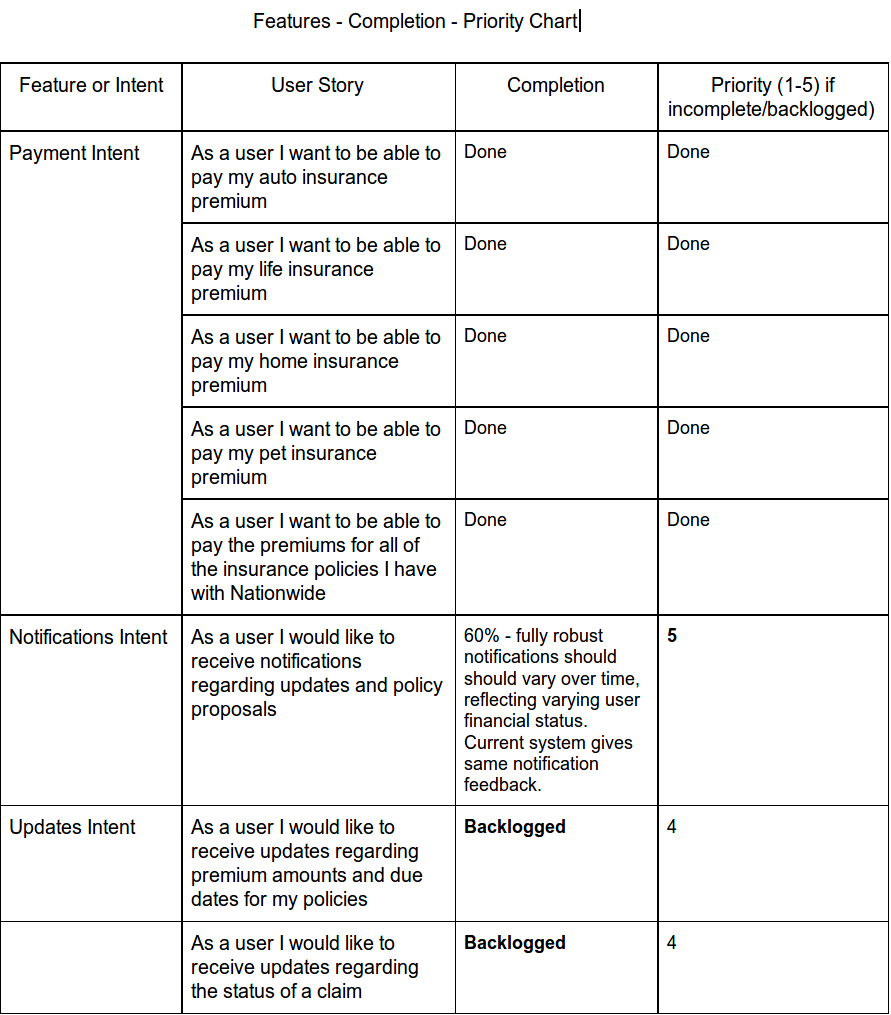 Features - Completion - Priority Chart
Feature or Intent
User Story
Completion
Priority (1-5) if
incomplete/backlogged)
Payment Intent
As a user I want to be able to
pay my auto insurance
premium
Done
Done
As a user I want to be able to
pay my life insurance
premium
Done
Done
As a user I want to be able to
pay my home insurance
premium
Done
Done
As a user I want to be able to
pay my pet insurance
premium
Done
Done
As a user I want to be able to
pay the premiums for all of
the insurance policies I have
with Nationwide
Done
Done
Notifications Intent
As a user I would like to
receive notifications
regarding updates and policy
proposals
60% - fully robust
notifications should
should vary over time,
reflecting varying user
financial status.
Current system gives
same notification
feedback.
5
Updates Intent
As a user I would like to
receive updates regarding
premium amounts and due
dates for my policies
Backlogged
4
As a user I would like to
receive updates regarding
the status of a claim
Backlogged
4